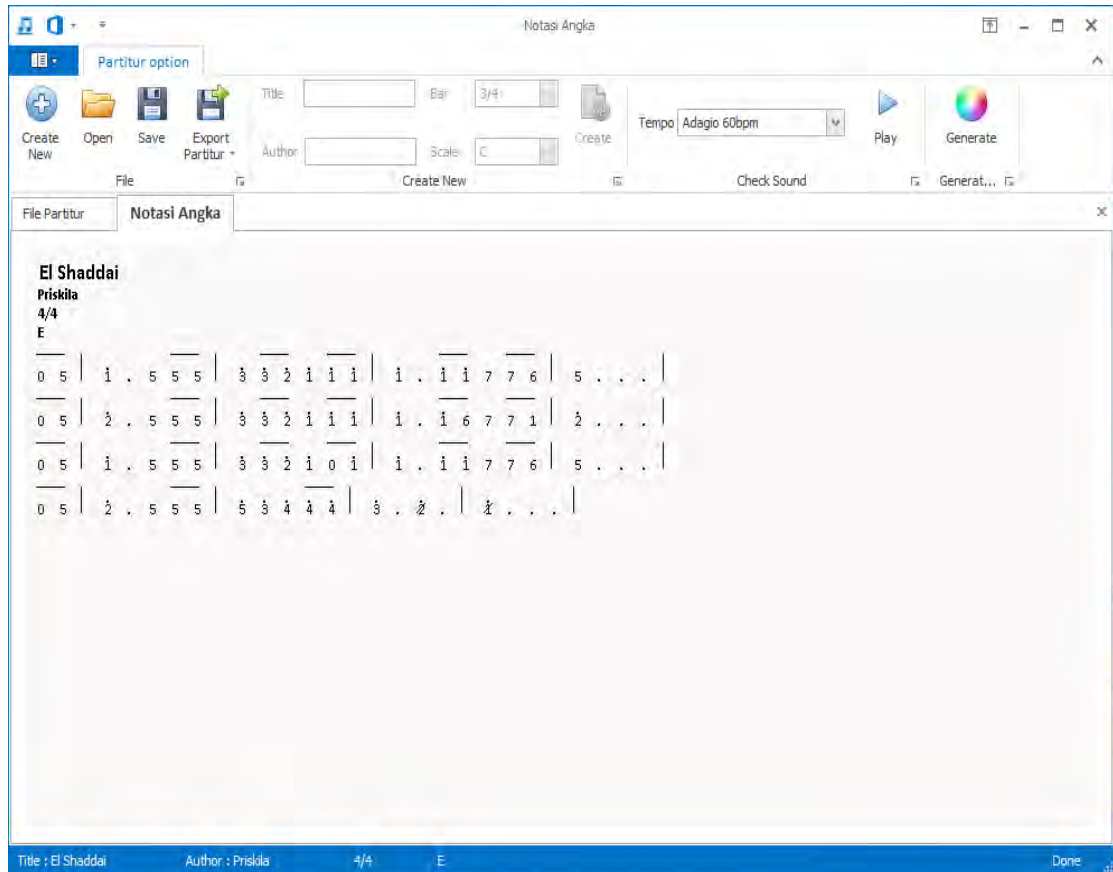 Notasi Angka
Partitur option
Create New
Open
Save
Export Partitur
Title
Bar 3/4
Author
Scale C
Create
Tempo Adagio 60bpm
Play
Generate
File
Create New
Check Sound
Generat...
File Partitur
Notasi Angka
El Shaddai
Priskila
4/4
E
0 5 | 1̇ . 5 5 5 | 3̇ 3̇ 2̇ 1̇ 1̇ 1̇ | 1̇ . 1̇ 1̇ 7 7 6 | 5 . . . |
0 5 | 2̇ . 5 5 5 | 3̇ 3̇ 2̇ 1̇ 1̇ 1̇ | 1̇ . 1̇ 6 7 7 1̇ | 2̇ . . . |
0 5 | 1̇ . 5 5 5 | 3̇ 3̇ 2̇ 1̇ 0 1̇ | 1̇ . 1̇ 1̇ 7 7 6 | 5 . . . |
0 5 | 2̇ . 5 5 5 | 5̇ 3̇ 4̇ 4̇ 4̇ | 3̇ . 2̇ . | 1̇ . . . |
Title : El Shaddai
Author : Priskila
4/4
E
Done